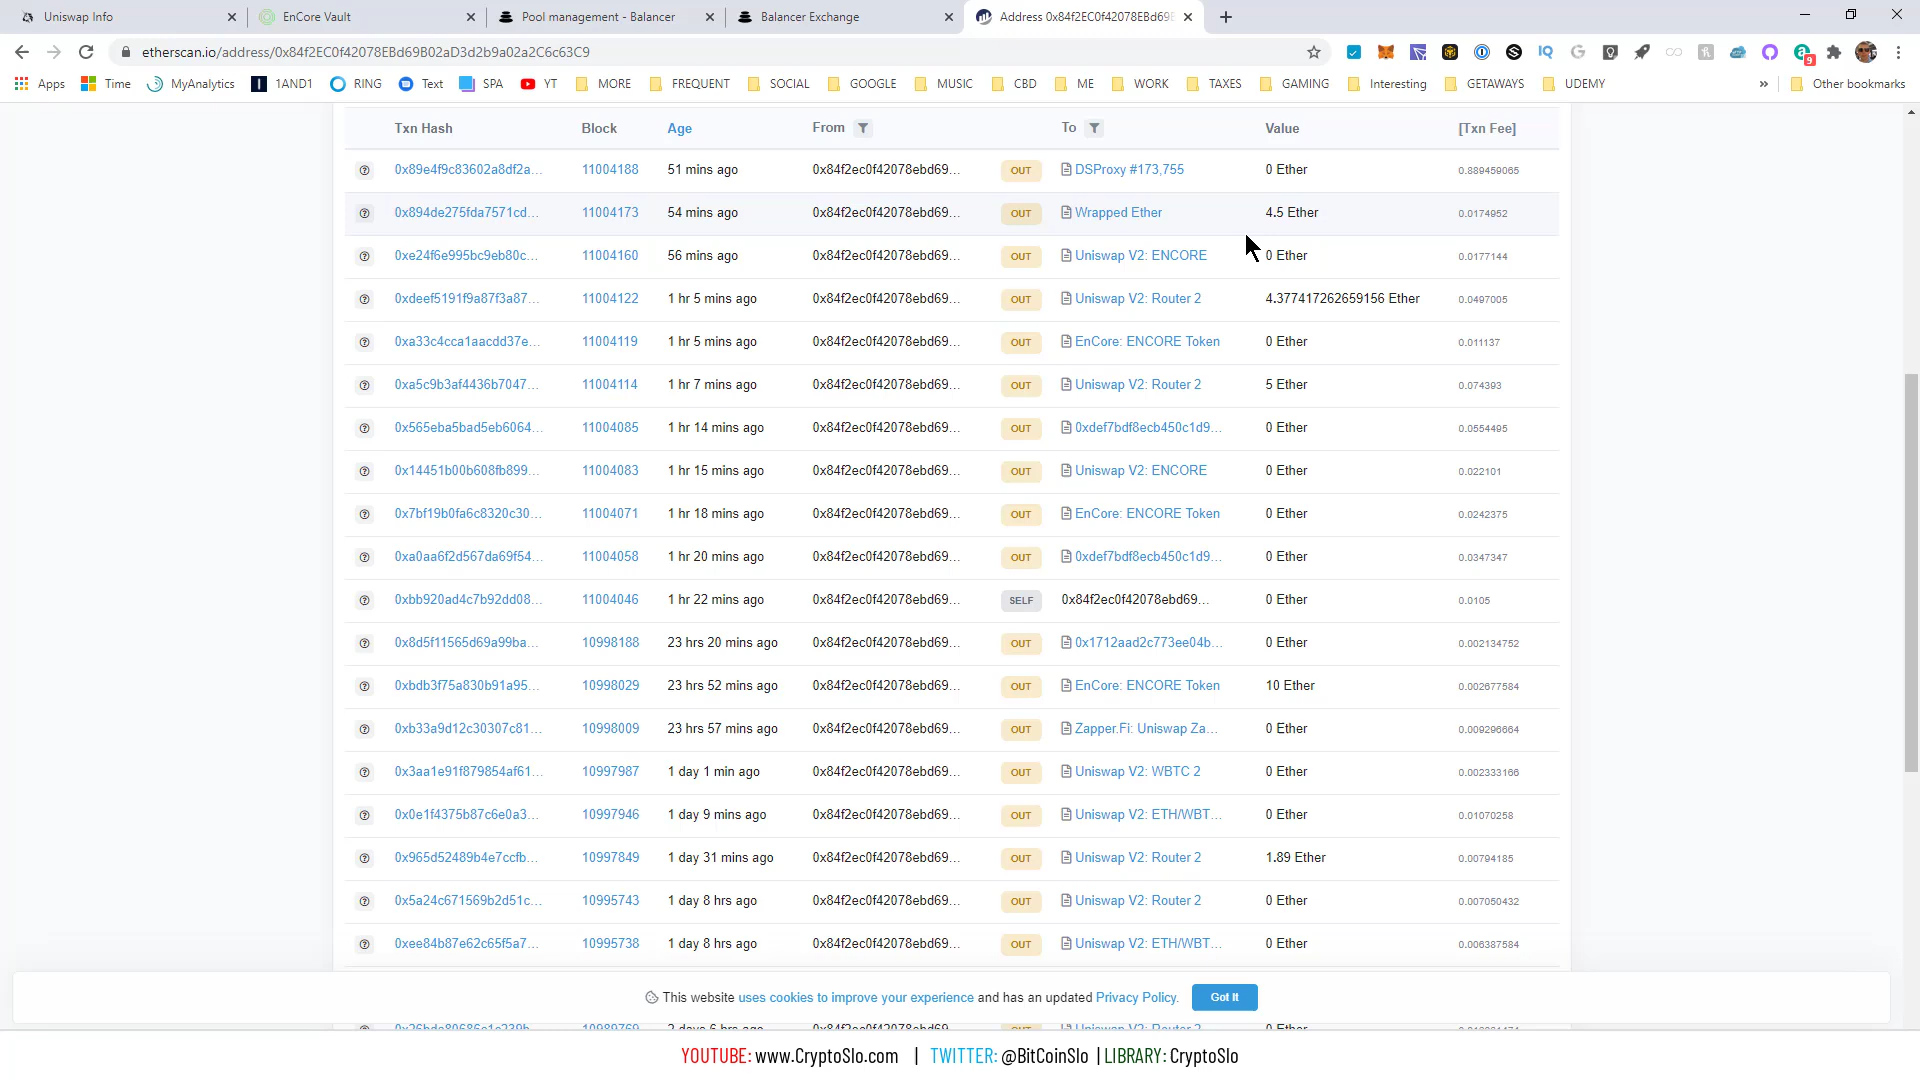 Uniswap Info
EnCore Vault
Pool management - Balancer
Balancer Exchange
Address 0x84f2EC0f42078EBd69E
etherscan.io/address/0x84f2EC0f42078EBd69B02aD3d2b9a02a2C6c63C9
Apps Time MyAnalytics 1AND1 RING Text SPA YT MORE FREQUENT SOCIAL GOOGLE MUSIC CBD ME WORK TAXES GAMING Interesting GETAWAYS UDEMY » Other bookmarks
Txn Hash Block Age From To Value [Txn Fee]
0x89e4f9c83602a8df2a... 11004188 51 mins ago 0x84f2ec0f42078ebd69... OUT DSProxy #173,755 0 Ether 0.889459065
0x894de275fda7571cd... 11004173 54 mins ago 0x84f2ec0f42078ebd69... OUT Wrapped Ether 4.5 Ether 0.0174952
0xe24f6e995bc9eb80c... 11004160 56 mins ago 0x84f2ec0f42078ebd69... OUT Uniswap V2: ENCORE 0 Ether 0.0177144
0xdeef5191f9a87f3a87... 11004122 1 hr 5 mins ago 0x84f2ec0f42078ebd69... OUT Uniswap V2: Router 2 4.377417262659156 Ether 0.0497005
0xa33c4cca1aacdd37e... 11004119 1 hr 5 mins ago 0x84f2ec0f42078ebd69... OUT EnCore: ENCORE Token 0 Ether 0.011137
0xa5c9b3af4436b7047... 11004114 1 hr 7 mins ago 0x84f2ec0f42078ebd69... OUT Uniswap V2: Router 2 5 Ether 0.074393
0x565eba5bad5eb6064... 11004085 1 hr 14 mins ago 0x84f2ec0f42078ebd69... OUT 0xdef7bdf8ecb450c1d9... 0 Ether 0.0554495
0x14451b00b608fb899... 11004083 1 hr 15 mins ago 0x84f2ec0f42078ebd69... OUT Uniswap V2: ENCORE 0 Ether 0.022101
0x7bf19b0fa6c8320c30... 11004071 1 hr 18 mins ago 0x84f2ec0f42078ebd69... OUT EnCore: ENCORE Token 0 Ether 0.0242375
0xa0aa6f2d567da69f54... 11004058 1 hr 20 mins ago 0x84f2ec0f42078ebd69... OUT 0xdef7bdf8ecb450c1d9... 0 Ether 0.0347347
0xbb920ad4c7b92dd08... 11004046 1 hr 22 mins ago 0x84f2ec0f42078ebd69... SELF 0x84f2ec0f42078ebd69... 0 Ether 0.0105
0x8d5f11565d69a99ba... 10998188 23 hrs 20 mins ago 0x84f2ec0f42078ebd69... OUT 0x1712aad2c773ee04b... 0 Ether 0.002134752
0xbdb3f75a830b91a95... 10998029 23 hrs 52 mins ago 0x84f2ec0f42078ebd69... OUT EnCore: ENCORE Token 10 Ether 0.002677584
0xb33a9d12c30307c81... 10998009 23 hrs 57 mins ago 0x84f2ec0f42078ebd69... OUT Zapper.Fi: Uniswap Za... 0 Ether 0.009296664
0x3aa1e91f879854af61... 10997987 1 day 1 min ago 0x84f2ec0f42078ebd69... OUT Uniswap V2: WBTC 2 0 Ether 0.002333166
0x0e1f4375b87c6e0a3... 10997946 1 day 9 mins ago 0x84f2ec0f42078ebd69... OUT Uniswap V2: ETH/WBT... 0 Ether 0.01070258
0x965d52489b4e7ccfb... 10997849 1 day 31 mins ago 0x84f2ec0f42078ebd69... OUT Uniswap V2: Router 2 1.89 Ether 0.00794185
0x5a24c671569b2d51c... 10995743 1 day 8 hrs ago 0x84f2ec0f42078ebd69... OUT Uniswap V2: Router 2 0 Ether 0.007050432
0xee84b87e62c65f5a7... 10995738 1 day 8 hrs ago 0x84f2ec0f42078ebd69... OUT Uniswap V2: ETH/WBT... 0 Ether 0.006387584
This website uses cookies to improve your experience and has an updated Privacy Policy. Got It
YOUTUBE: www.CryptoSlo.com | TWITTER: @BitCoinSlo | LIBRARY: CryptoSlo